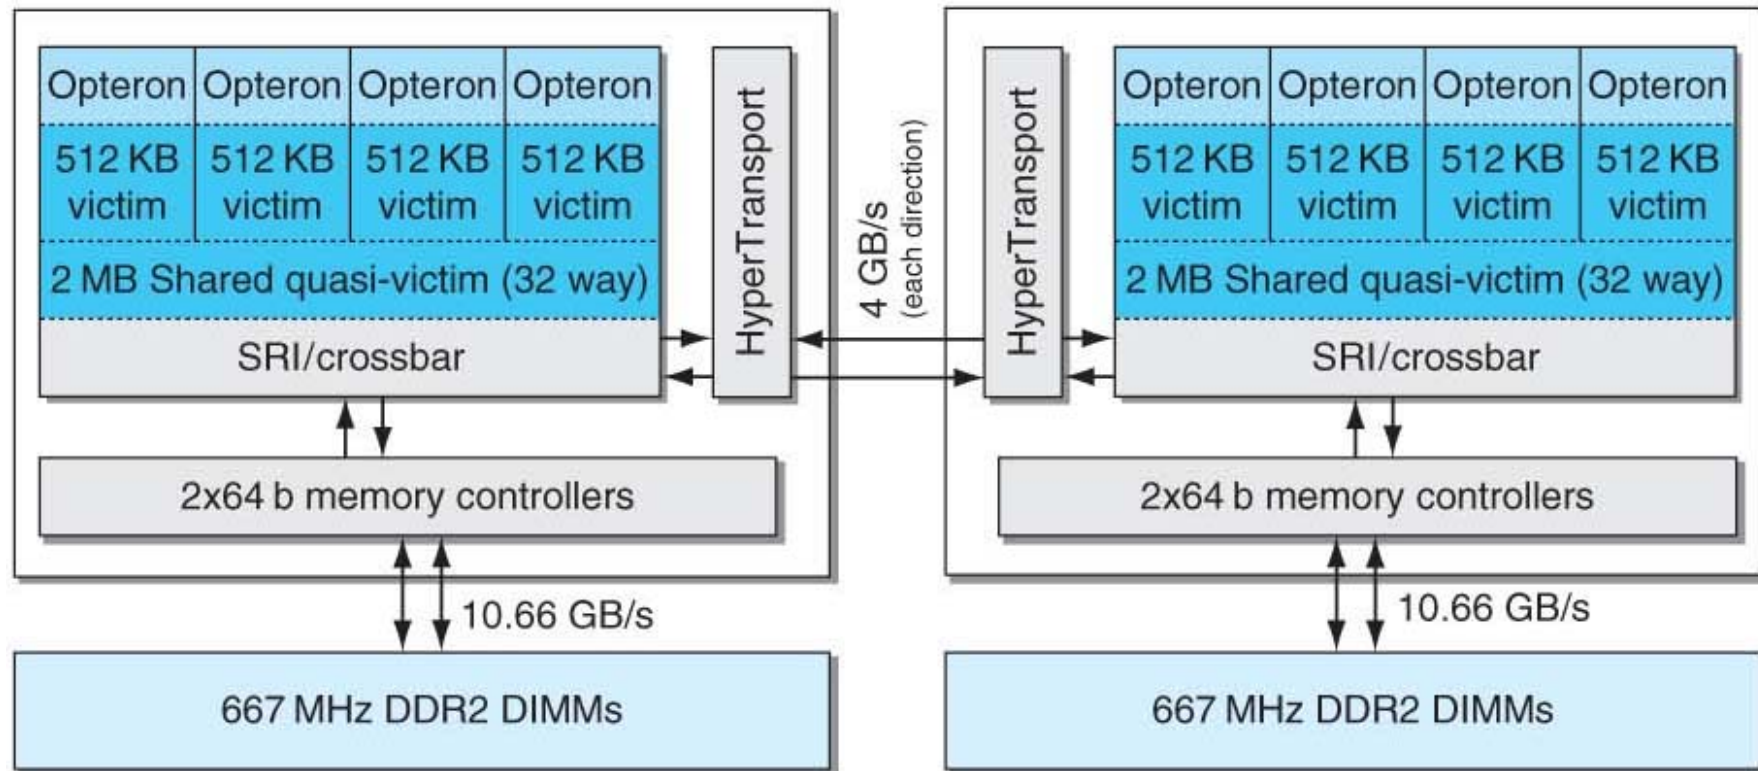 Opteron Opteron Opteron Opteron
512 KB 512 KB 512 KB 512 KB
victim victim victim victim
2 MB Shared quasi-victim (32 way)
SRI/crossbar
HyperTransport
2x64 b memory controllers
10.66 GB/s
667 MHz DDR2 DIMMs
4 GB/s
(each direction)
HyperTransport
Opteron Opteron Opteron Opteron
512 KB 512 KB 512 KB 512 KB
victim victim victim victim
2 MB Shared quasi-victim (32 way)
SRI/crossbar
2x64 b memory controllers
10.66 GB/s
667 MHz DDR2 DIMMs